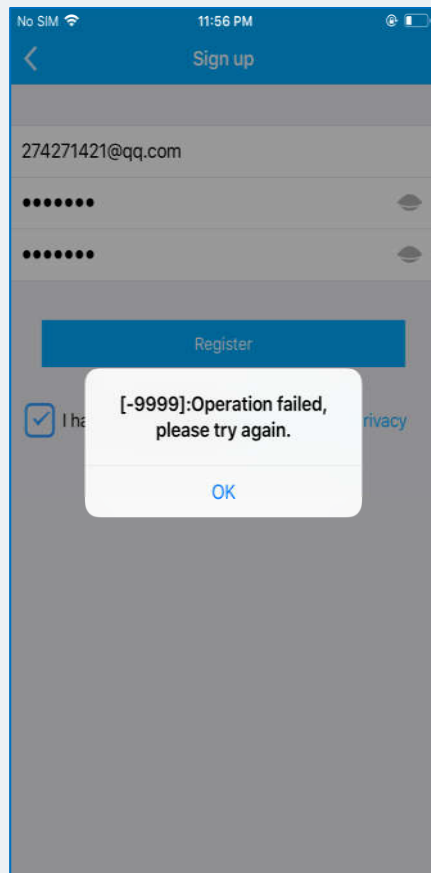 No SIM 11:56 PM
Sign up
274271421@qq.com
•••••••
•••••••
Register
[-9999]:Operation failed,
please try again.
I ha
rivacy
OK